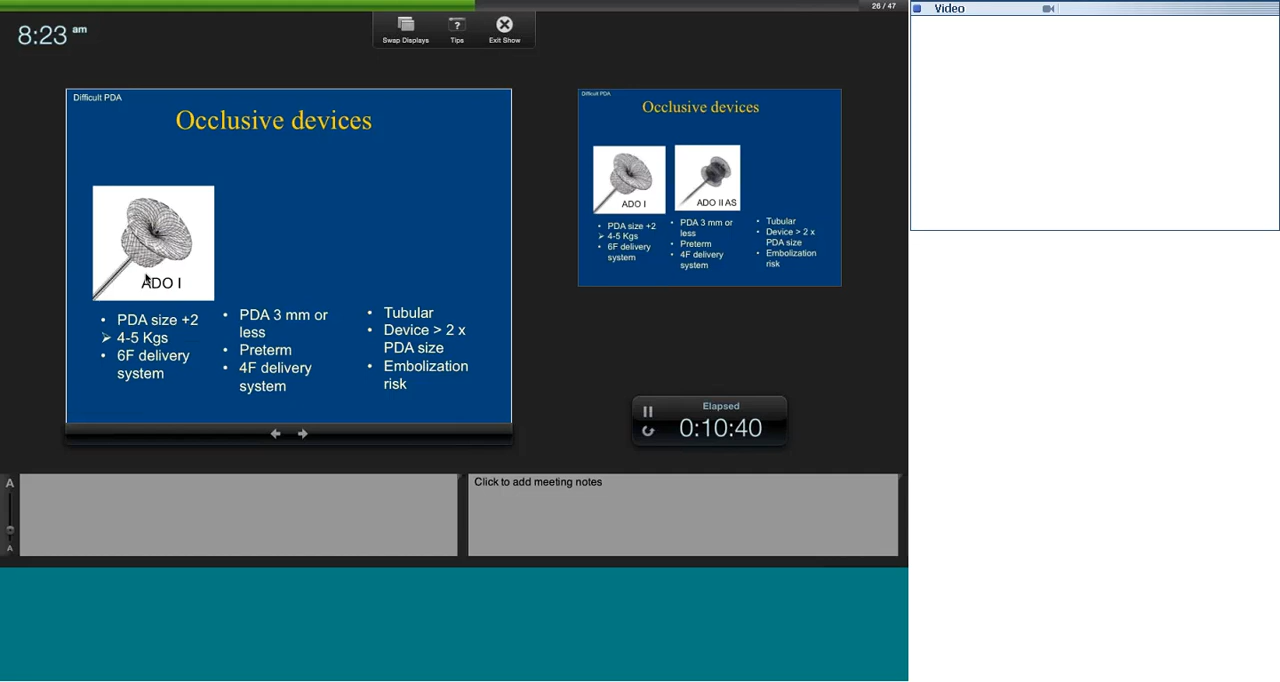 26 / 47
Video
8:23 am
Swap Displays
Tips
Exit Show
Difficult PDA
Occlusive devices
ADO I
• PDA size +2
➢ 4-5 Kgs
• 6F delivery
system
• PDA 3 mm or
less
• Preterm
• 4F delivery
system
• Tubular
• Device > 2 x
PDA size
• Embolization
risk
Difficult PDA
Occlusive devices
ADO I
ADO II AS
• PDA size +2
➢ 4-5 Kgs
• 6F delivery
system
• PDA 3 mm or
less
• Preterm
• 4F delivery
system
• Tubular
• Device > 2 x
PDA size
• Embolization
risk
Elapsed
0:10:40
A
A
Click to add meeting notes